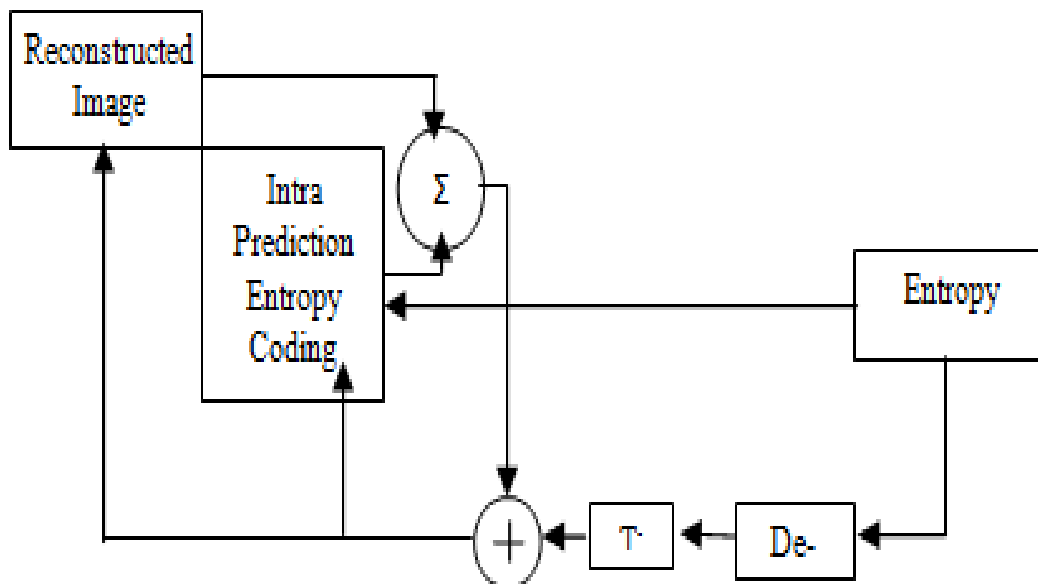 Reconstructed
Image
Intra
Prediction
Entropy
Coding
Σ
Entropy
+
T-
De-